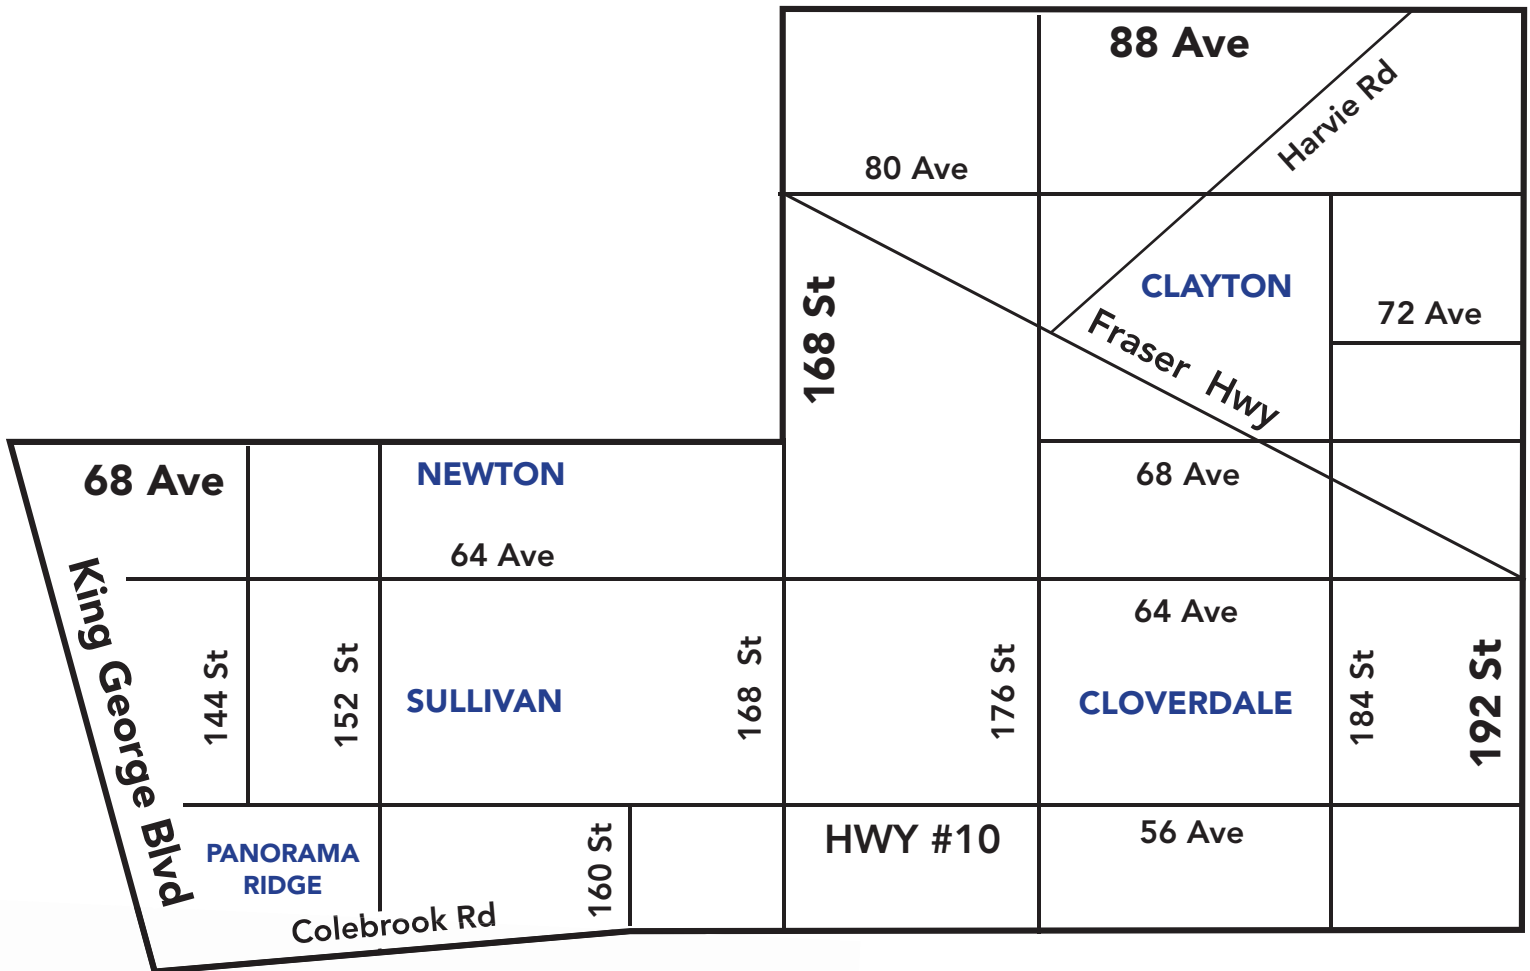 88 Ave
Harvie Rd
80 Ave
CLAYTON
168 St
72 Ave
Fraser Hwy
68 Ave
NEWTON
68 Ave
64 Ave
King George Blvd
64 Ave
144 St
152 St
SULLIVAN
168 St
176 St
CLOVERDALE
184 St
192 St
HWY #10
56 Ave
PANORAMA
RIDGE
160 St
Colebrook Rd